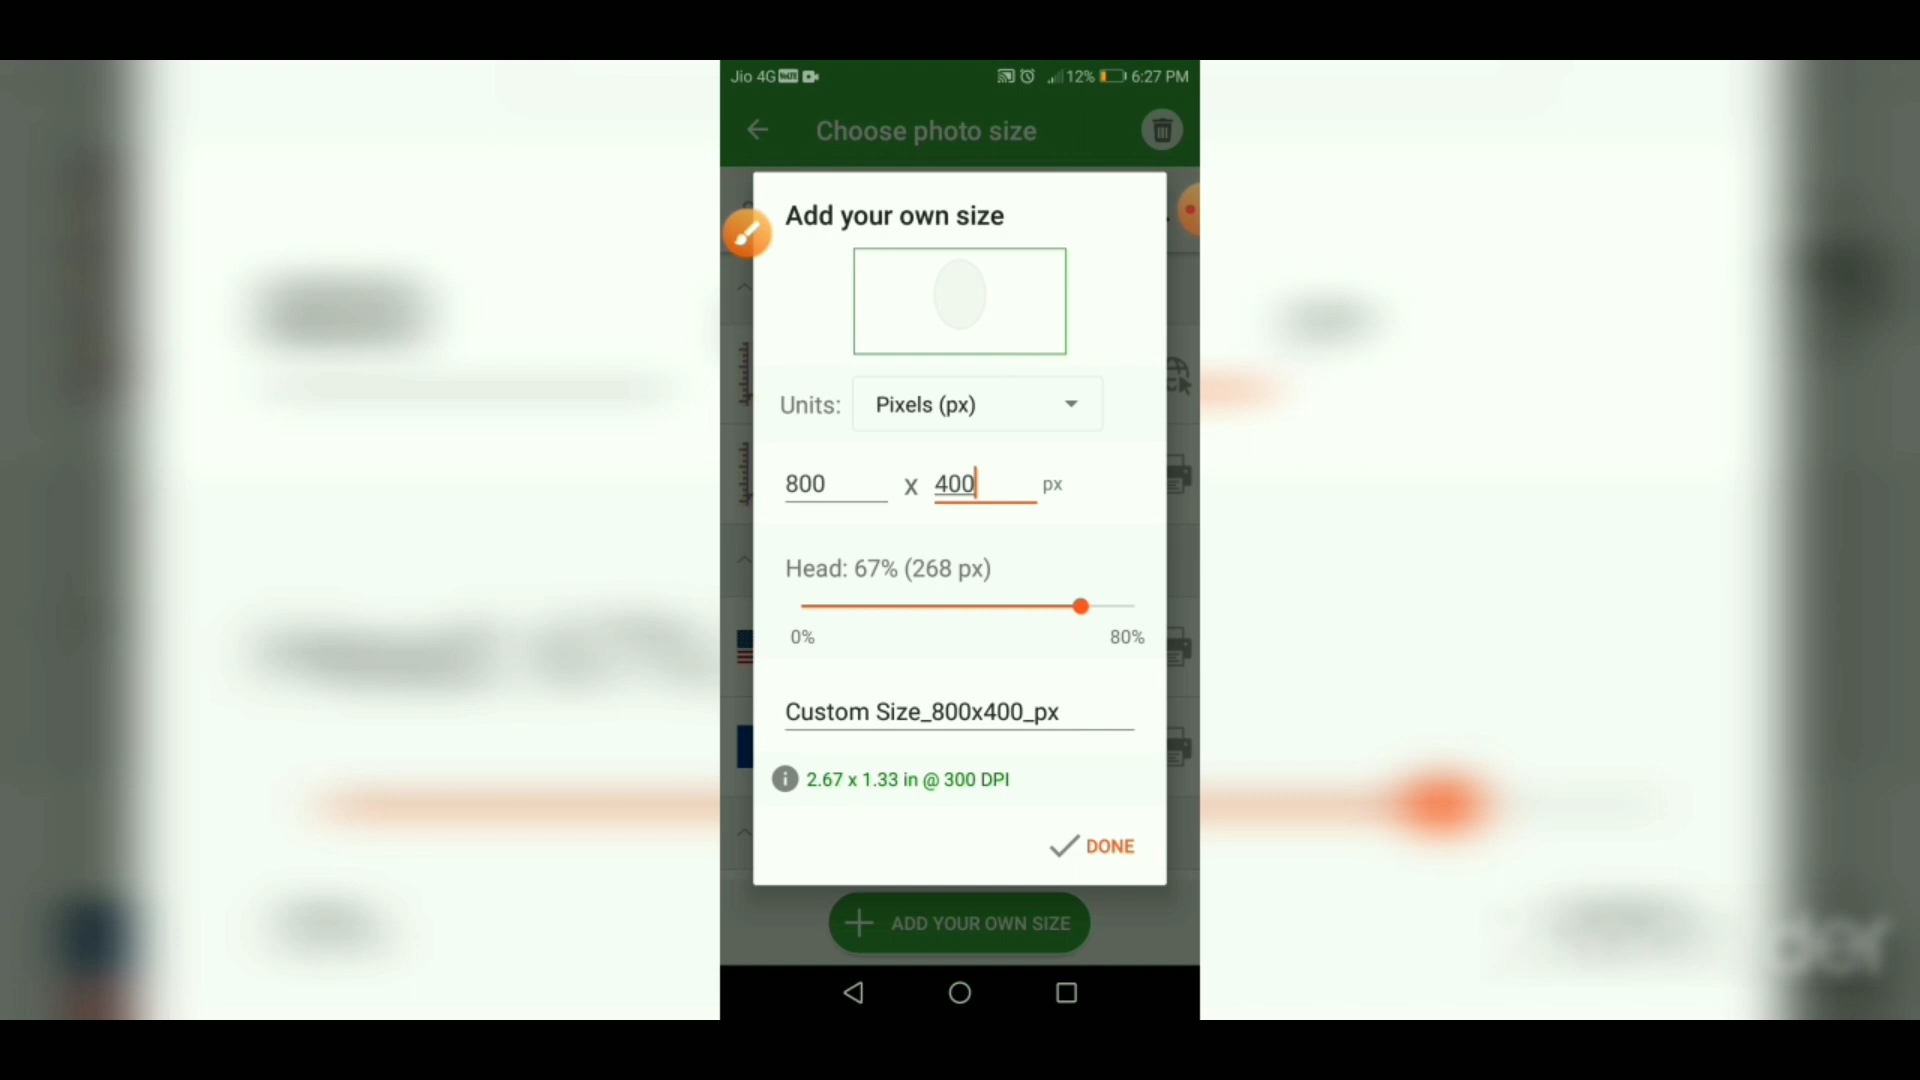 Jio 4G VoLTE 12% 6:27 PM
Choose photo size
Add your own size
Units: Pixels (px)
800 x 400 px
Head: 67% (268 px)
0% 80%
Custom Size_800x400_px
2.67 x 1.33 in @ 300 DPI
DONE
ADD YOUR OWN SIZE